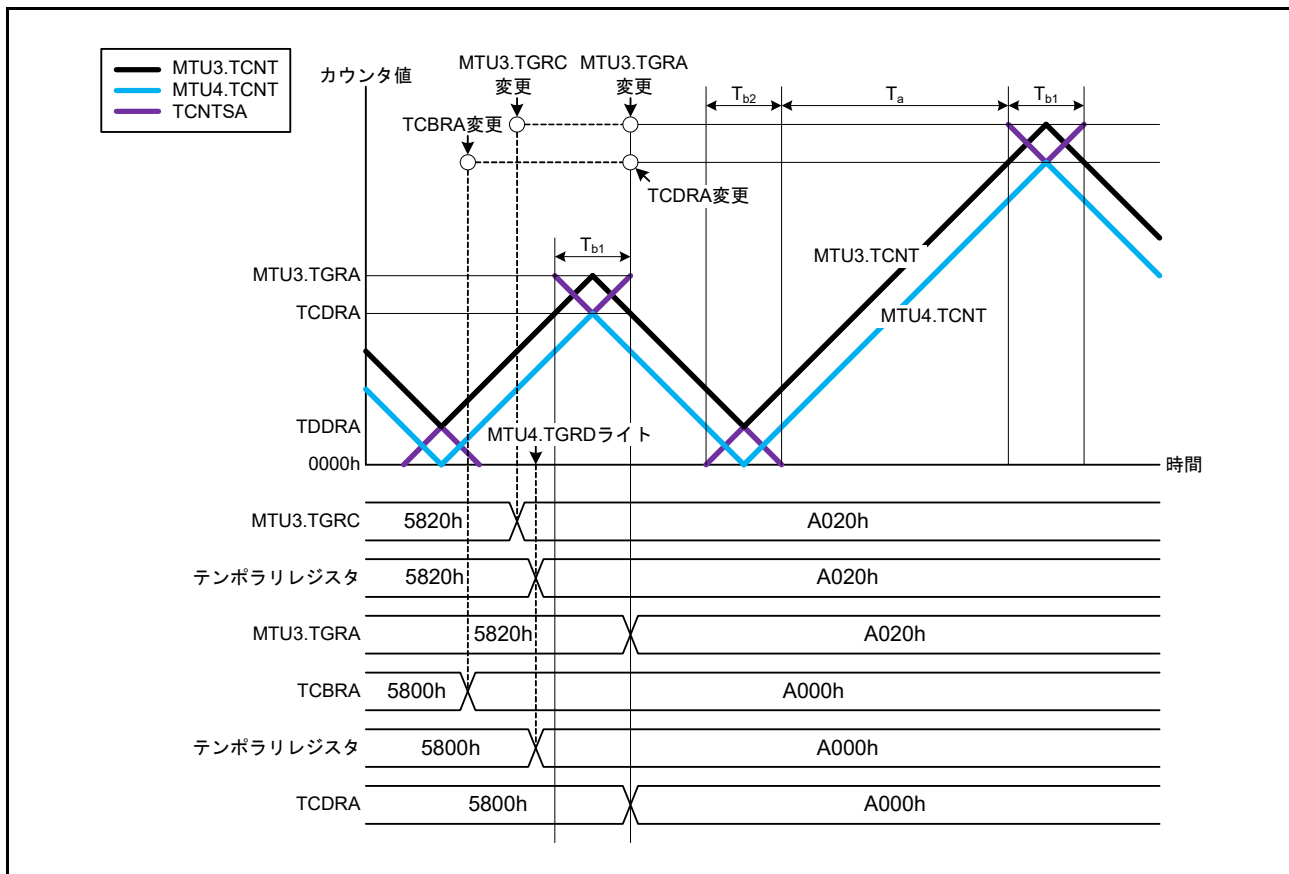 MTU3.TCNT
MTU4.TCNT
TCNTSA
カウンタ値
MTU3.TGRC
変更
MTU3.TGRA
変更
TCBRA変更
TCDRA変更
Tb2
Ta
Tb1
Tb1
MTU3.TCNT
MTU4.TCNT
MTU3.TGRA
TCDRA
TDDRA
0000h
MTU4.TGRDライト
時間
MTU3.TGRC 5820h A020h
テンポラリレジスタ 5820h A020h
MTU3.TGRA 5820h A020h
TCBRA 5800h A000h
テンポラリレジスタ 5800h A000h
TCDRA 5800h A000h